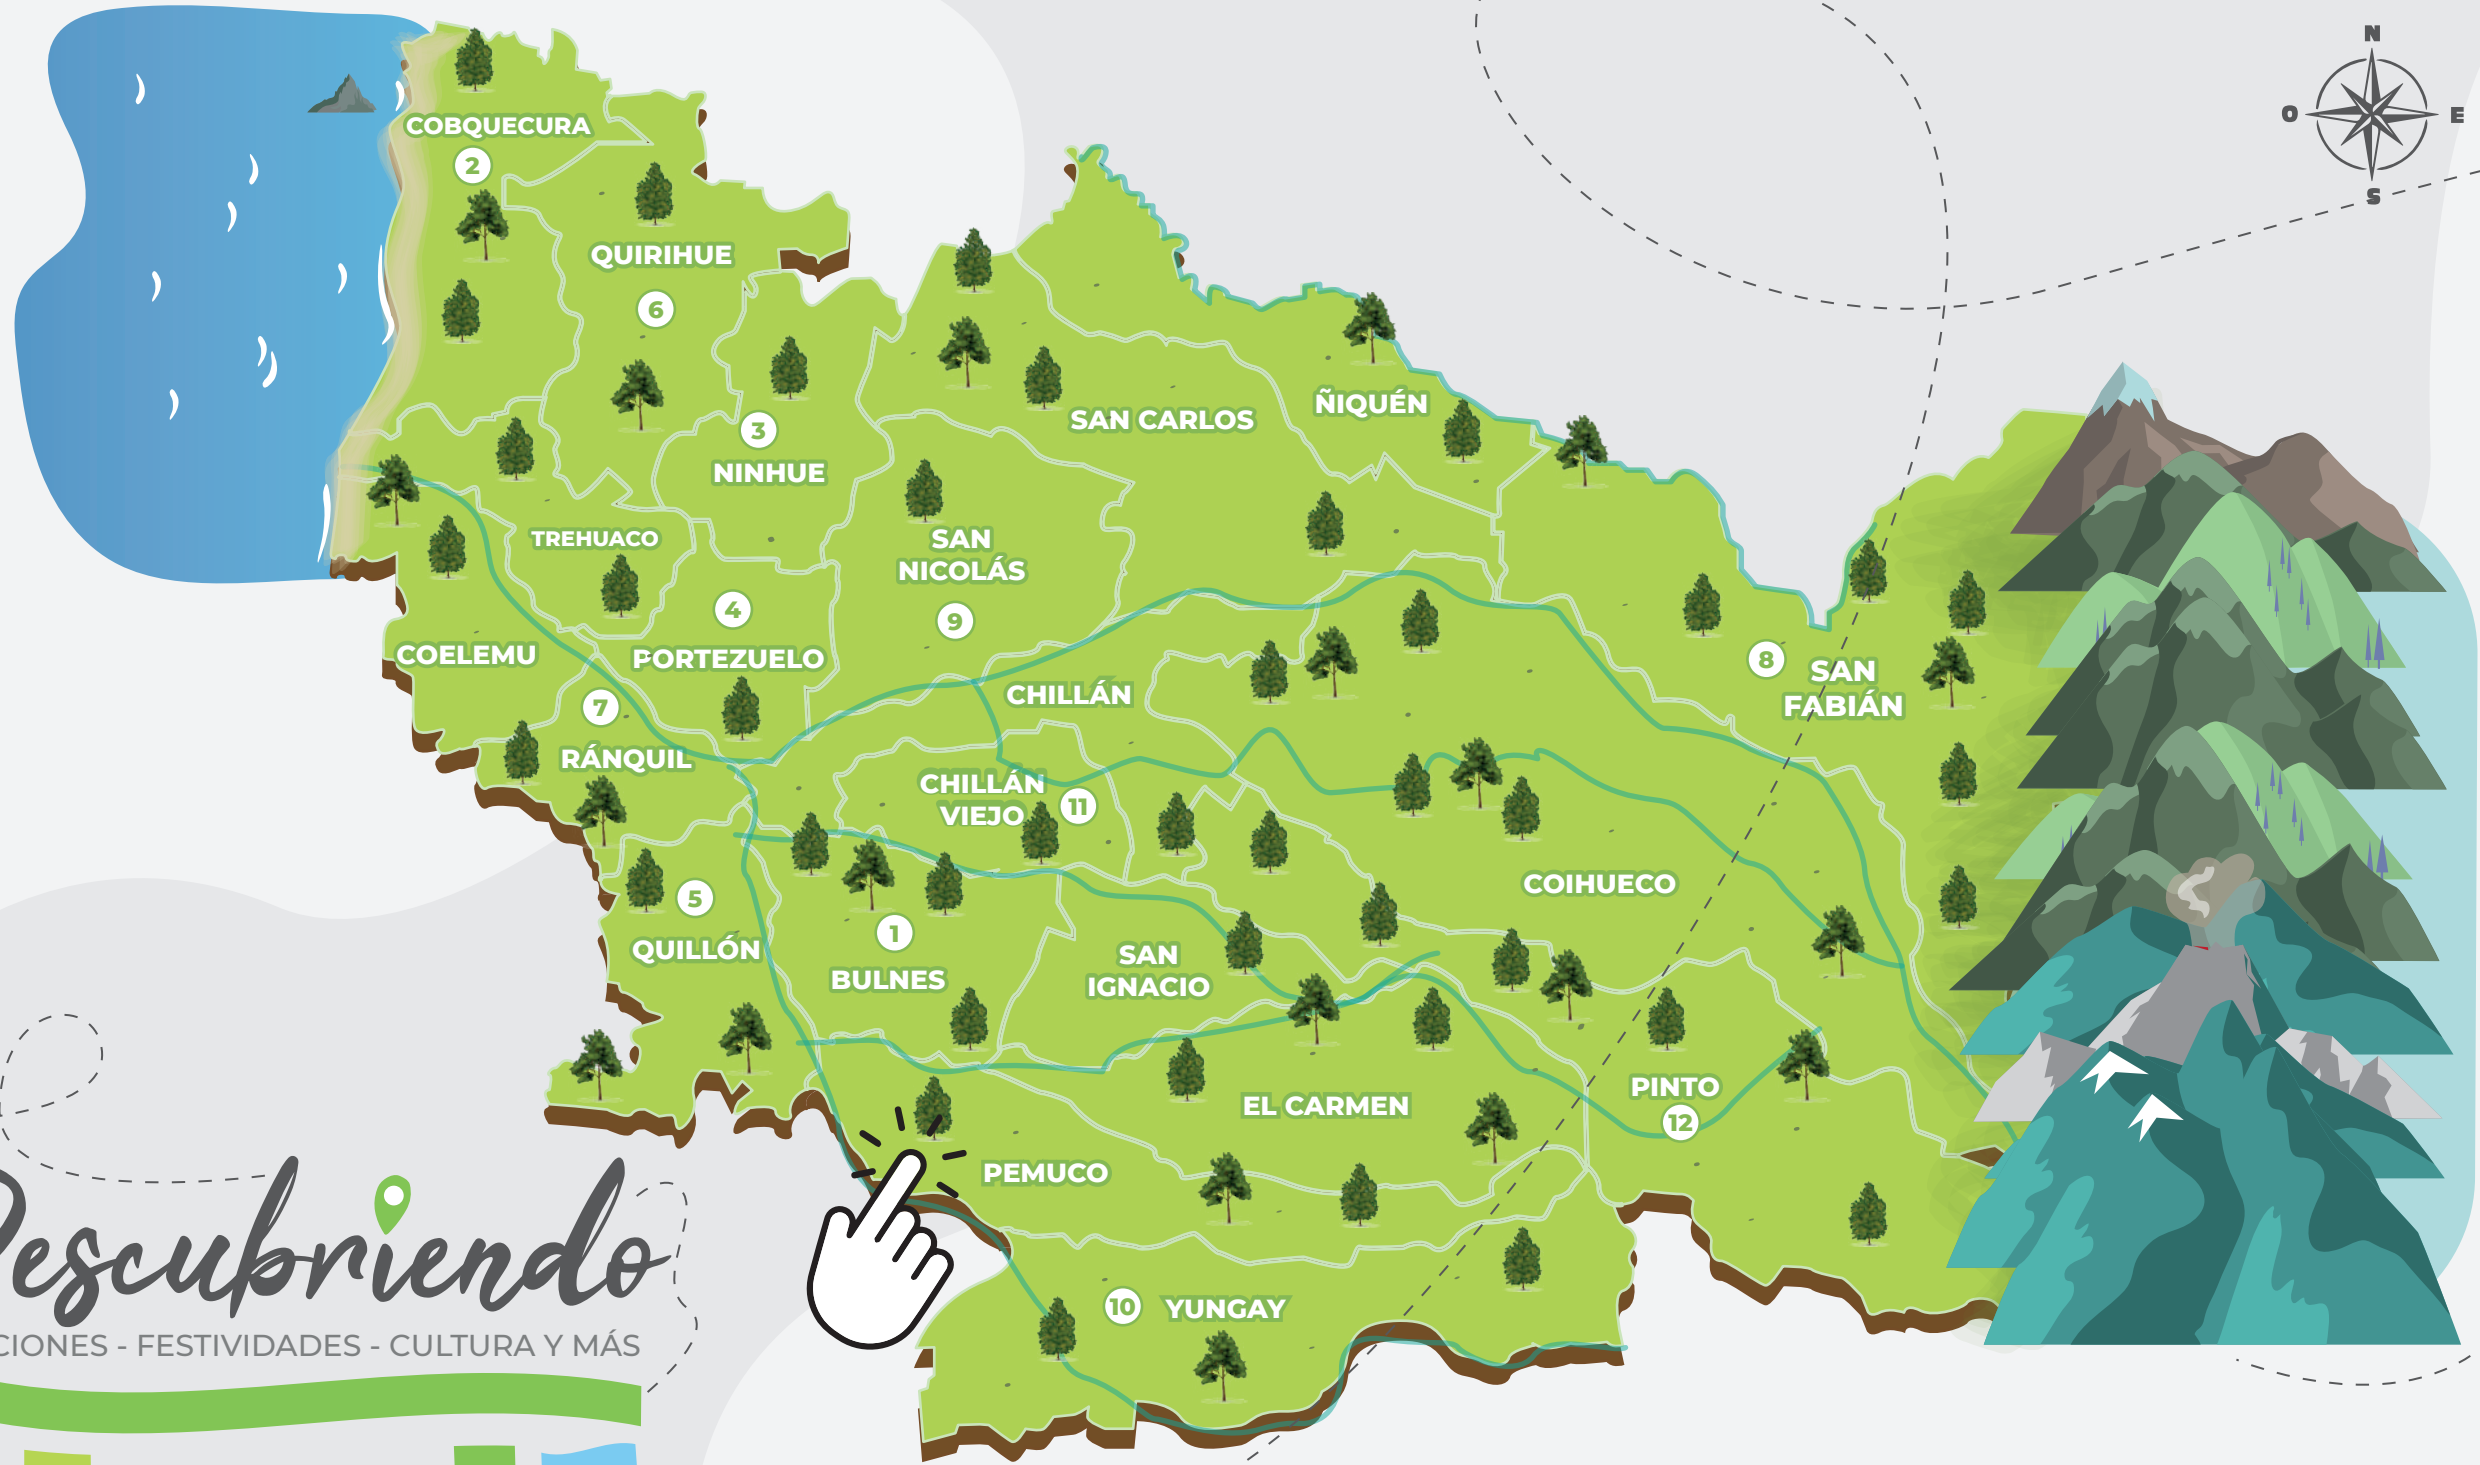 N
O
E
S
COBQUECURA
2
QUIRIHUE
6
3
NINHUE
SAN CARLOS
ÑIQUÉN
TREHUACO
SAN
NICOLÁS
9
4
PORTEZUELO
COELEMU
7
RÁNQUIL
CHILLÁN
8
SAN
FABIÁN
CHILLÁN
VIEJO
11
COIHUECO
5
QUILLÓN
1
BULNES
SAN
IGNACIO
EL CARMEN
PINTO
12
PEMUCO
10
YUNGAY
Descubriendo
CIONES - FESTIVIDADES - CULTURA Y MÁS